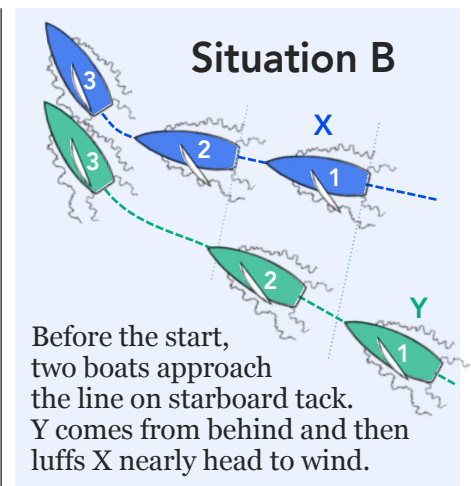 Situation B
3
X
2
1
3
2
Y
1
Before the start,
two boats approach
the line on starboard tack.
Y comes from behind and then
luffs X nearly head to wind.